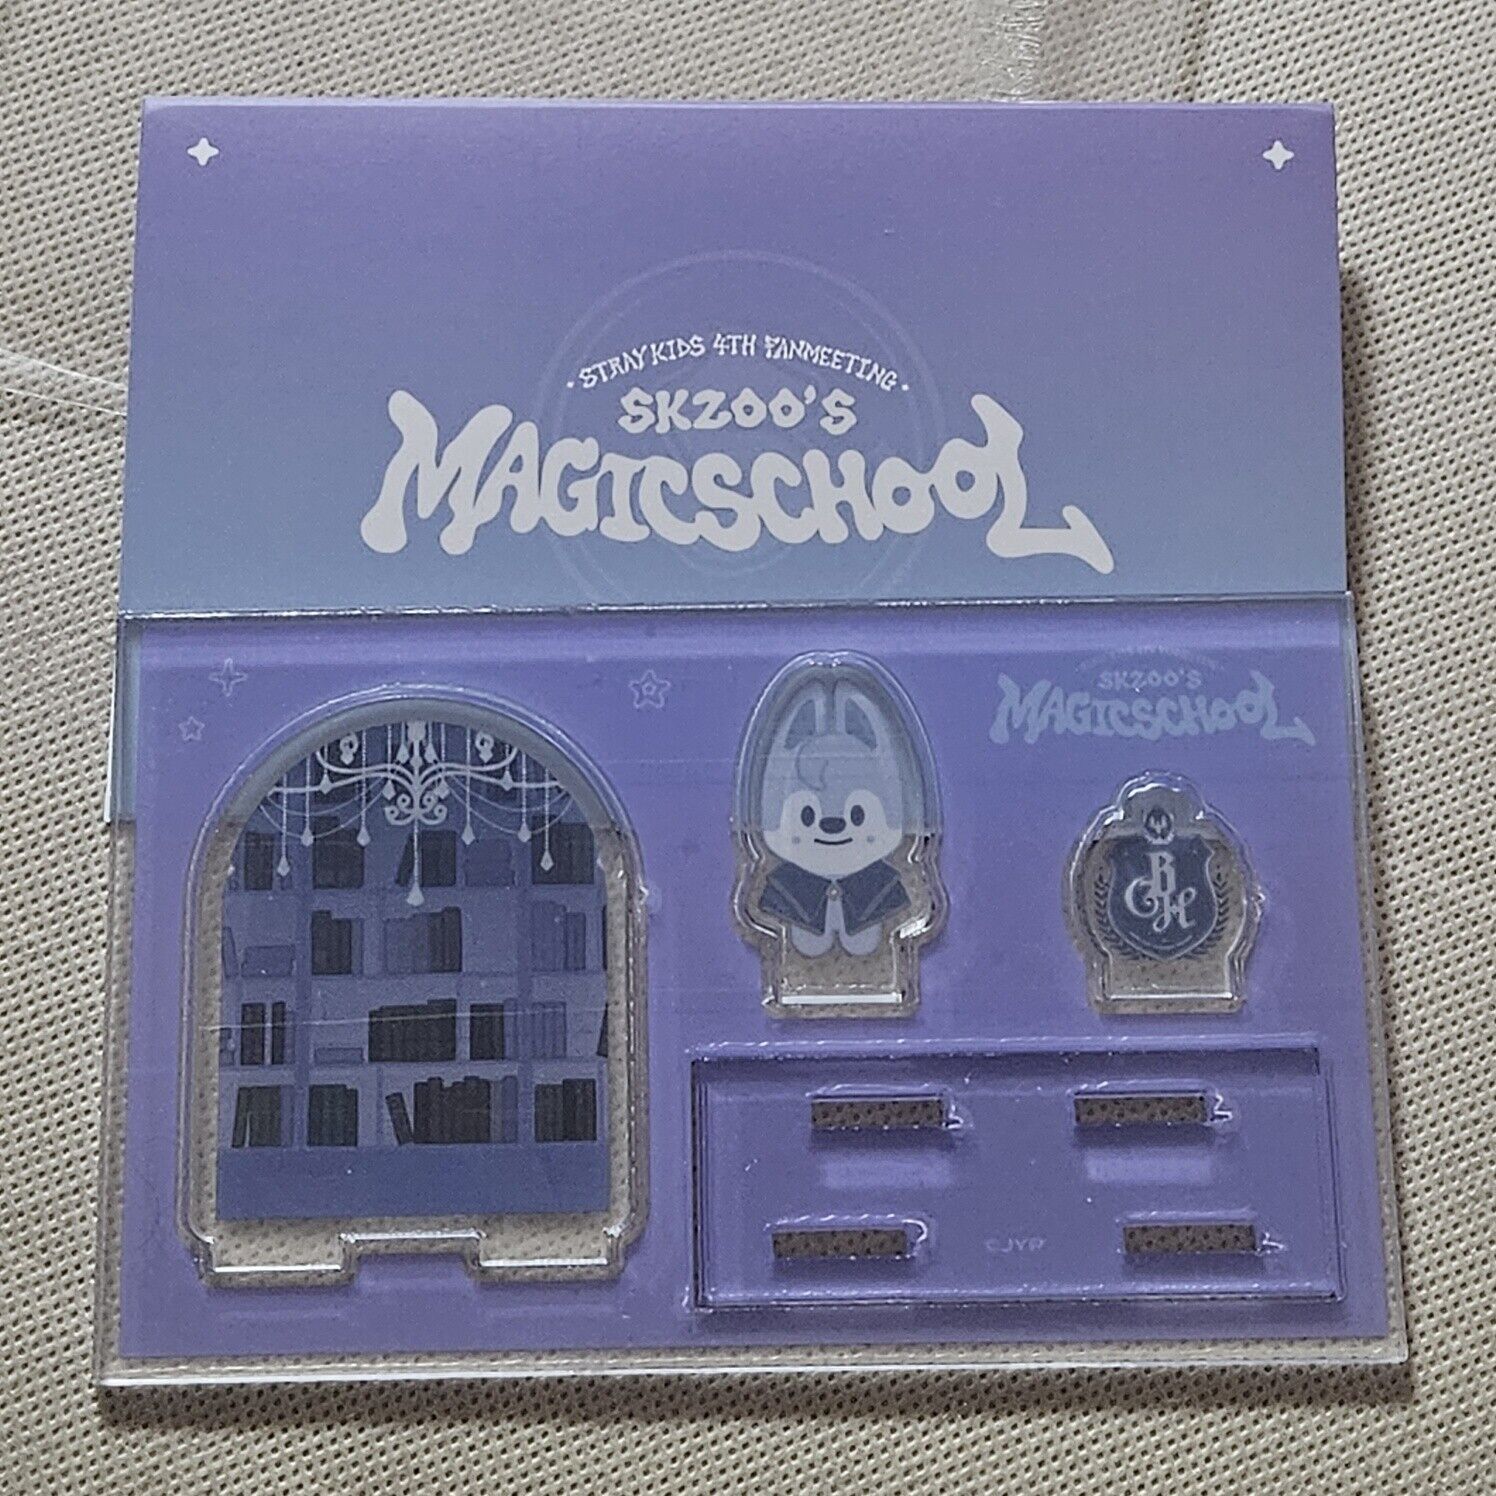 • STRAY KIDS 4TH FANMEETING •
SKZOO'S
MAGICSCHOOL
SKZOO'S
MAGICSCHOOL
B
C H
©JYP